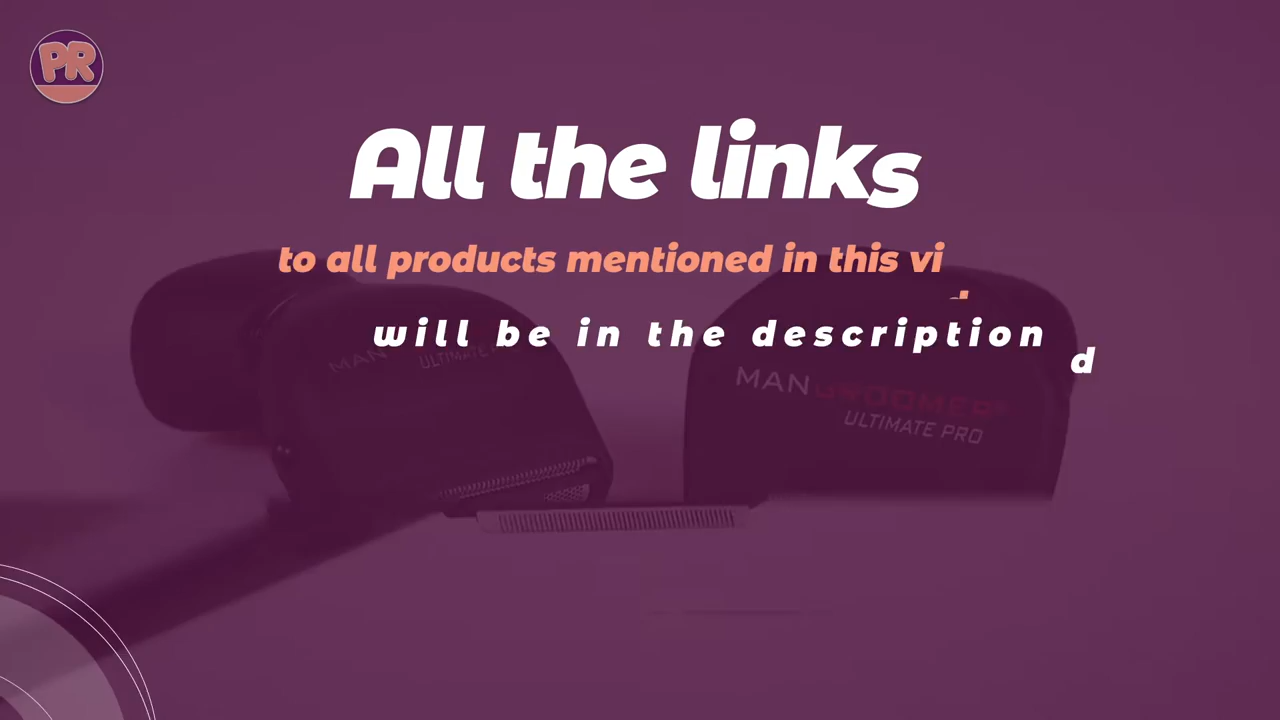 PR
All the links
to all products mentioned in this vi
d
will be in the description
d
MAN
ULTIMATE
MANGROOMER
ULTIMATE PRO